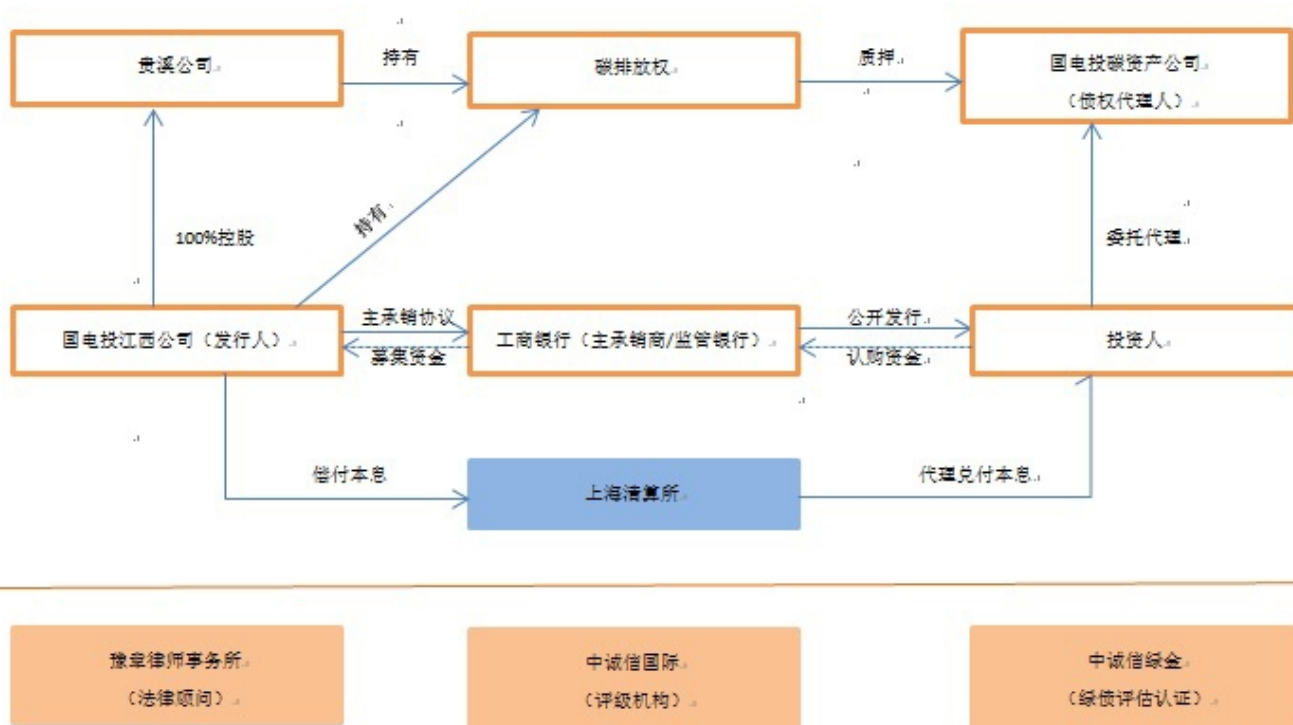 贵溪公司
持有
碳排放权
质押
国电投碳资产公司
（债权代理人）
100%控股
持有
委托代理
国电投江西公司（发行人）
主承销协议
募集资金
工商银行（主承销商/监管银行）
公开发行
认购资金
投资人
偿付本息
上海清算所
代理兑付本息
豫章律师事务所
（法律顾问）
中诚信国际
（评级机构）
中诚信绿金
（绿债评估认证）